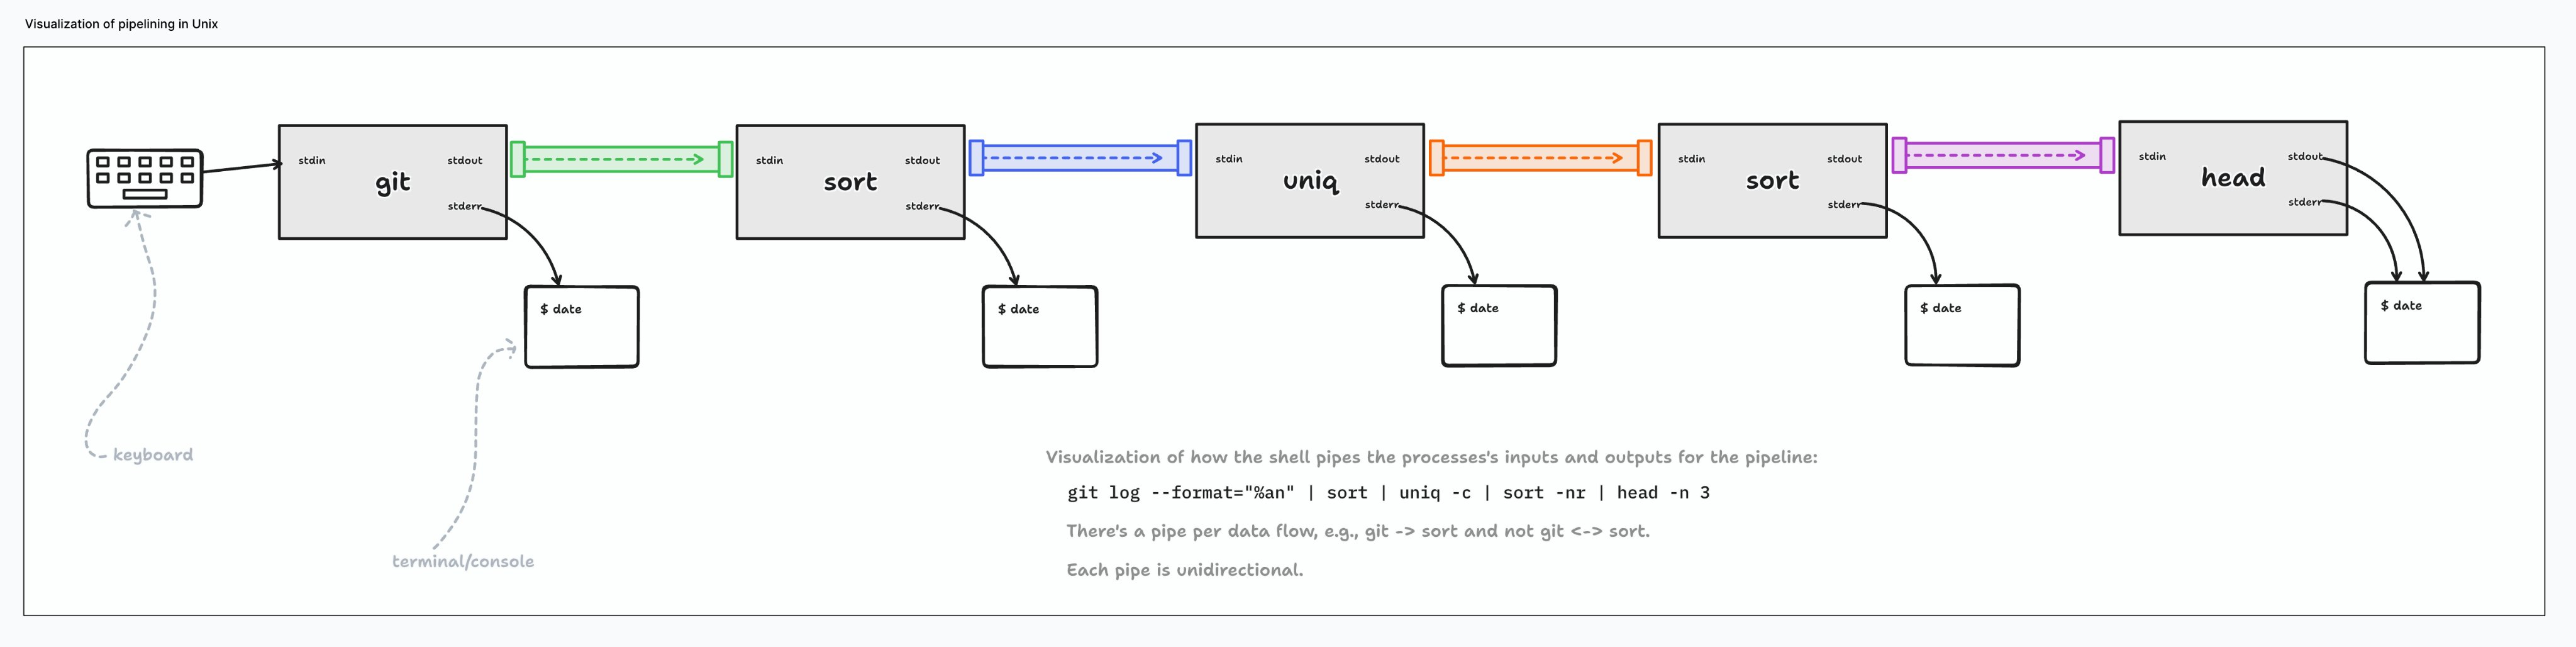 Visualization of pipelining in Unix
stdin
stdout
git
stderr
stdin
stdout
sort
stderr
stdin
stdout
uniq
stderr
stdin
stdout
sort
stderr
stdin
stdout
head
stderr
$ date
$ date
$ date
$ date
$ date
keyboard
terminal/console
Visualization of how the shell pipes the processes's inputs and outputs for the pipeline:
git log --format="%an" | sort | uniq -c | sort -nr | head -n 3
There's a pipe per data flow, e.g., git -> sort and not git <-> sort.
Each pipe is unidirectional.